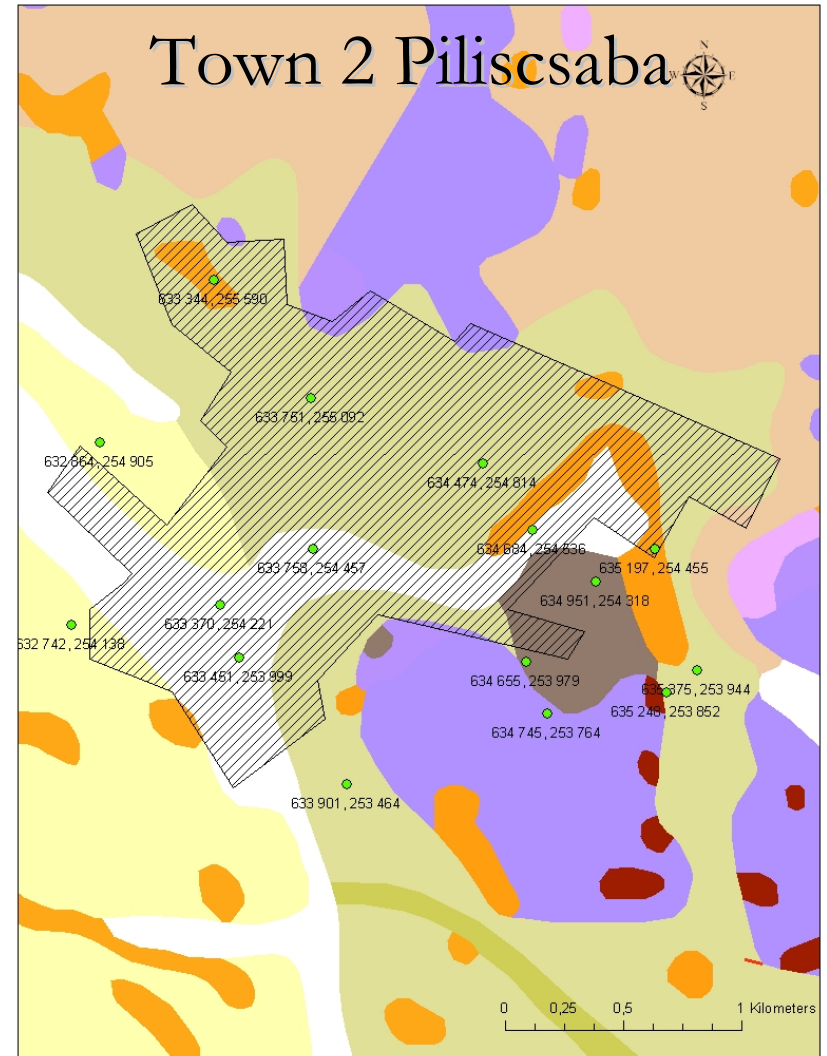 Town 2 Piliscsaba
N
W E
S
633 344, 255 590
633 751, 255 092
632 864, 254 905
634 474, 254 814
634 684, 254 536
633 758, 254 457
635 197, 254 455
634 951, 254 318
633 370, 254 221
632 742, 254 138
633 451, 253 999
634 655, 253 979
635 375, 253 944
635 248, 253 852
634 745, 253 764
633 901, 253 464
0 0,25 0,5 1 Kilometers